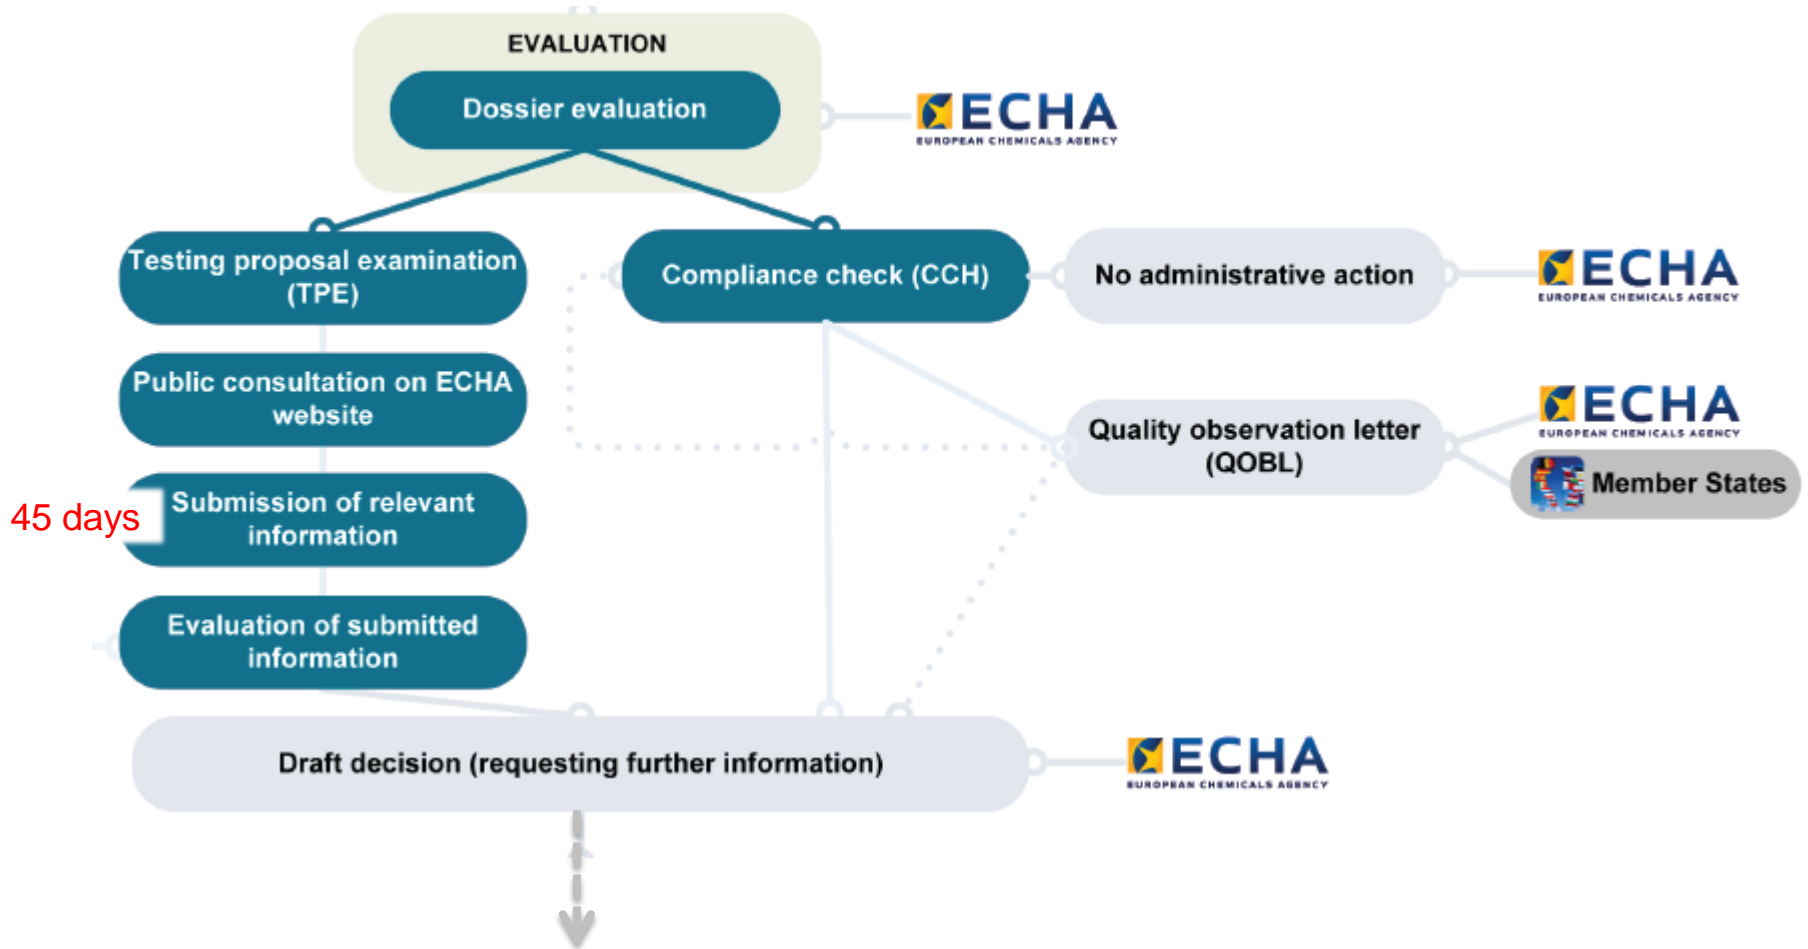 EVALUATION
Dossier evaluation
ECHA
EUROPEAN CHEMICALS AGENCY
Testing proposal examination
(TPE)
Compliance check (CCH)
No administrative action
ECHA
EUROPEAN CHEMICALS AGENCY
Public consultation on ECHA
website
Quality observation letter
(QOBL)
ECHA
EUROPEAN CHEMICALS AGENCY
Member States
45 days
Submission of relevant
information
Evaluation of submitted
information
Draft decision (requesting further information)
ECHA
EUROPEAN CHEMICALS AGENCY